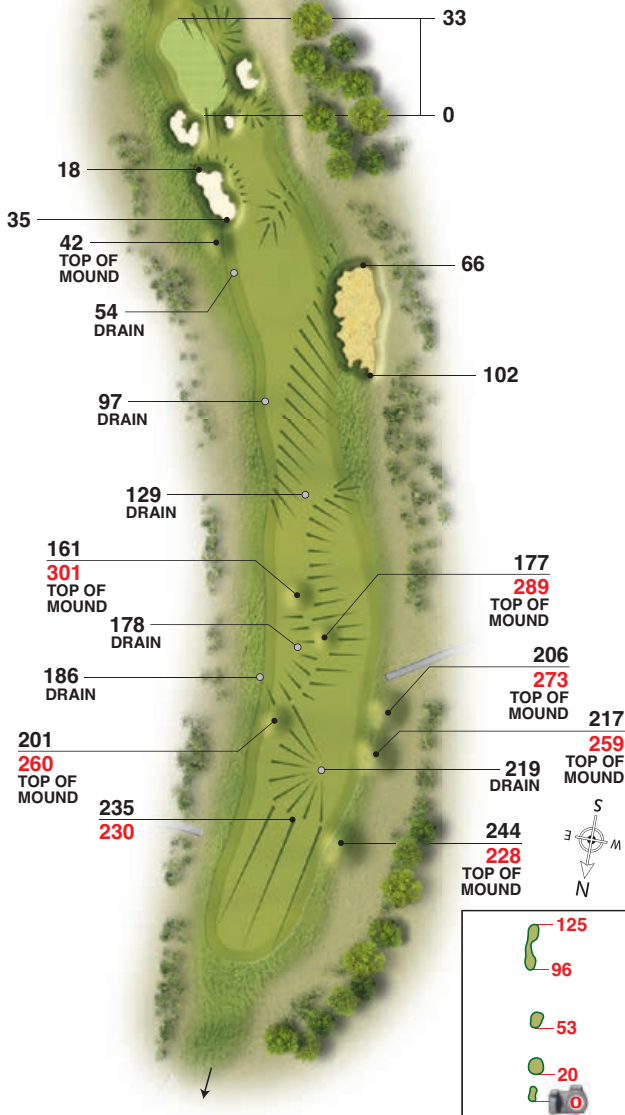 33
0
18
35
42
TOP OF
MOUND
66
54
DRAIN
102
97
DRAIN
129
DRAIN
161
301
TOP OF
MOUND
177
289
TOP OF
MOUND
178
DRAIN
206
273
TOP OF
MOUND
186
DRAIN
217
259
TOP OF
MOUND
201
260
TOP OF
MOUND
219
DRAIN
235
230
244
228
TOP OF
MOUND
S
E W
N
125
96
53
20
0